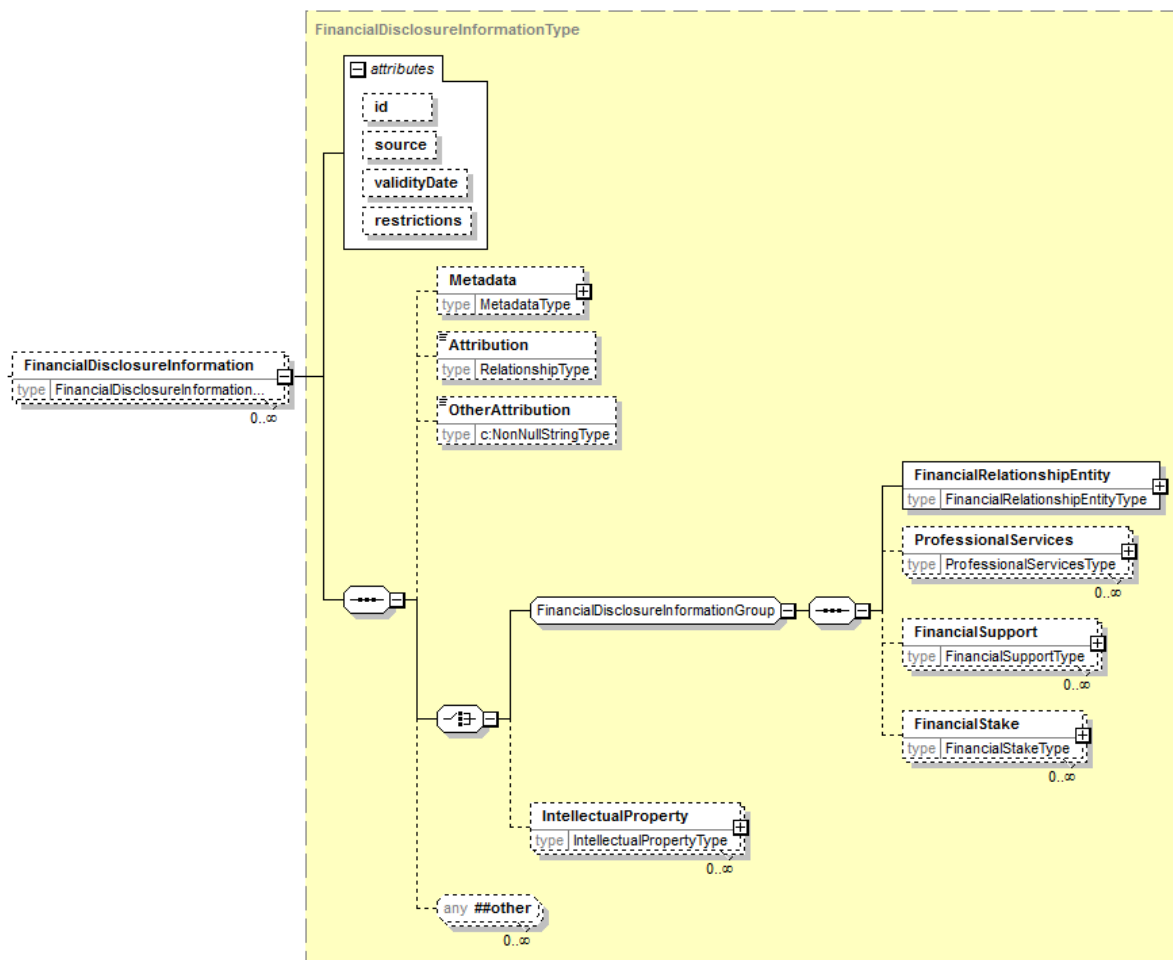 FinancialDisclosureInformationType
attributes
id
source
validityDate
restrictions
Metadata
type MetadataType
Attribution
type RelationshipType
FinancialDisclosureInformation
type FinancialDisclosureInformation...
0..∞
OtherAttribution
type c:NonNullStringType
FinancialRelationshipEntity
type FinancialRelationshipEntityType
ProfessionalServices
type ProfessionalServicesType
0..∞
FinancialDisclosureInformationGroup
FinancialSupport
type FinancialSupportType
0..∞
FinancialStake
type FinancialStakeType
0..∞
IntellectualProperty
type IntellectualPropertyType
0..∞
any ##other
0..∞